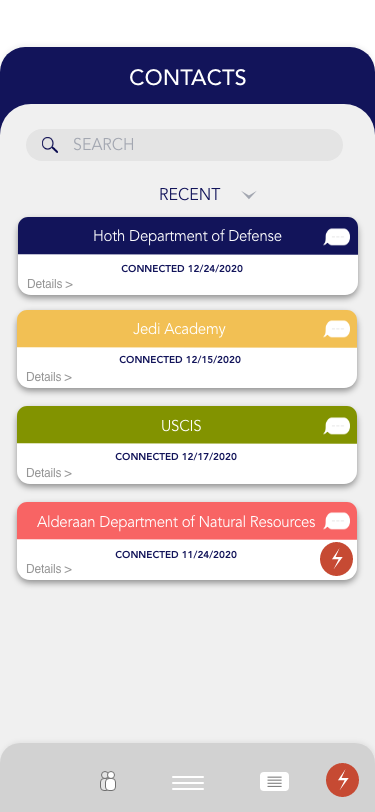 CONTACTS
SEARCH
RECENT
Hoth Department of Defense
CONNECTED 12/24/2020
Details >
Jedi Academy
CONNECTED 12/15/2020
Details >
USCIS
CONNECTED 12/17/2020
Details >
Alderaan Department of Natural Resources
CONNECTED 11/24/2020
Details >